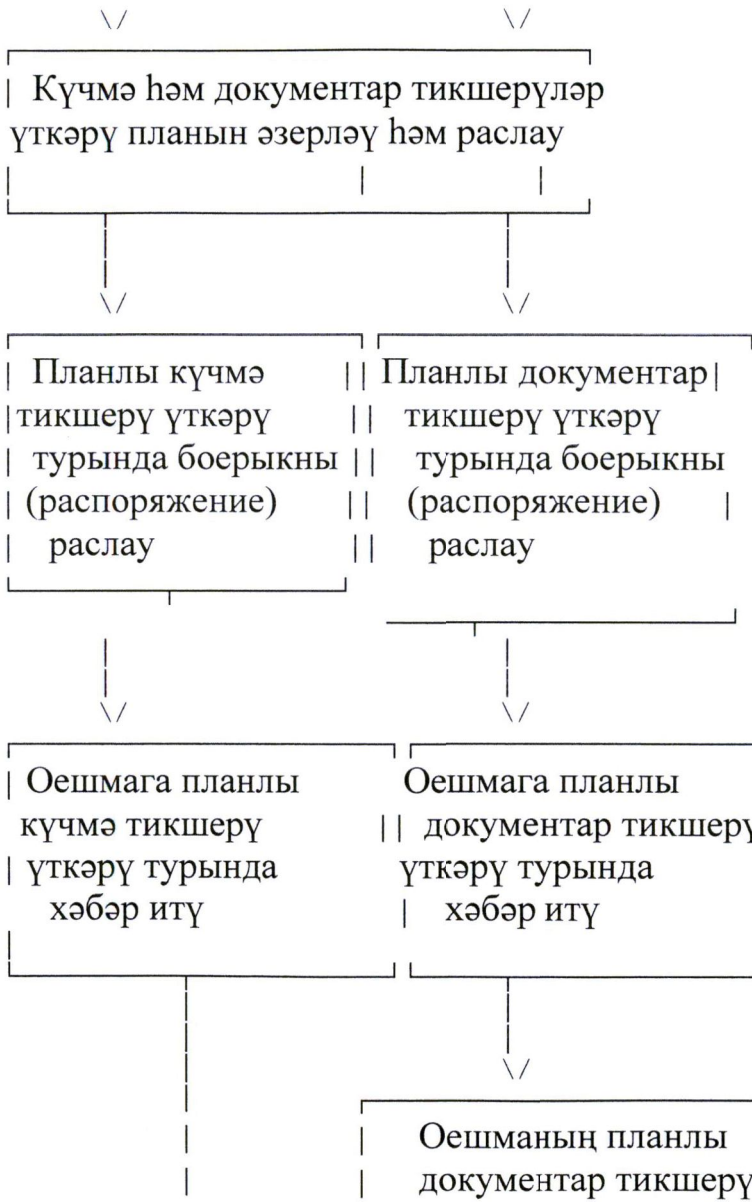 Күчмә һәм документар тикшерүләр
үткәрү планын әзерләү һәм раслау
Планлы күчмә
тикшерү үткәрү
турында боерыкны
(распоряжение)
раслау
Планлы документар
тикшерү үткәрү
турында боерыкны
(распоряжение)
раслау
Оешмага планлы
күчмә тикшерү
үткәрү турында
хәбәр итү
Оешмага планлы
документар тикшерү
үткәрү турында
хәбәр итү
Оешманың планлы
документар тикшерү